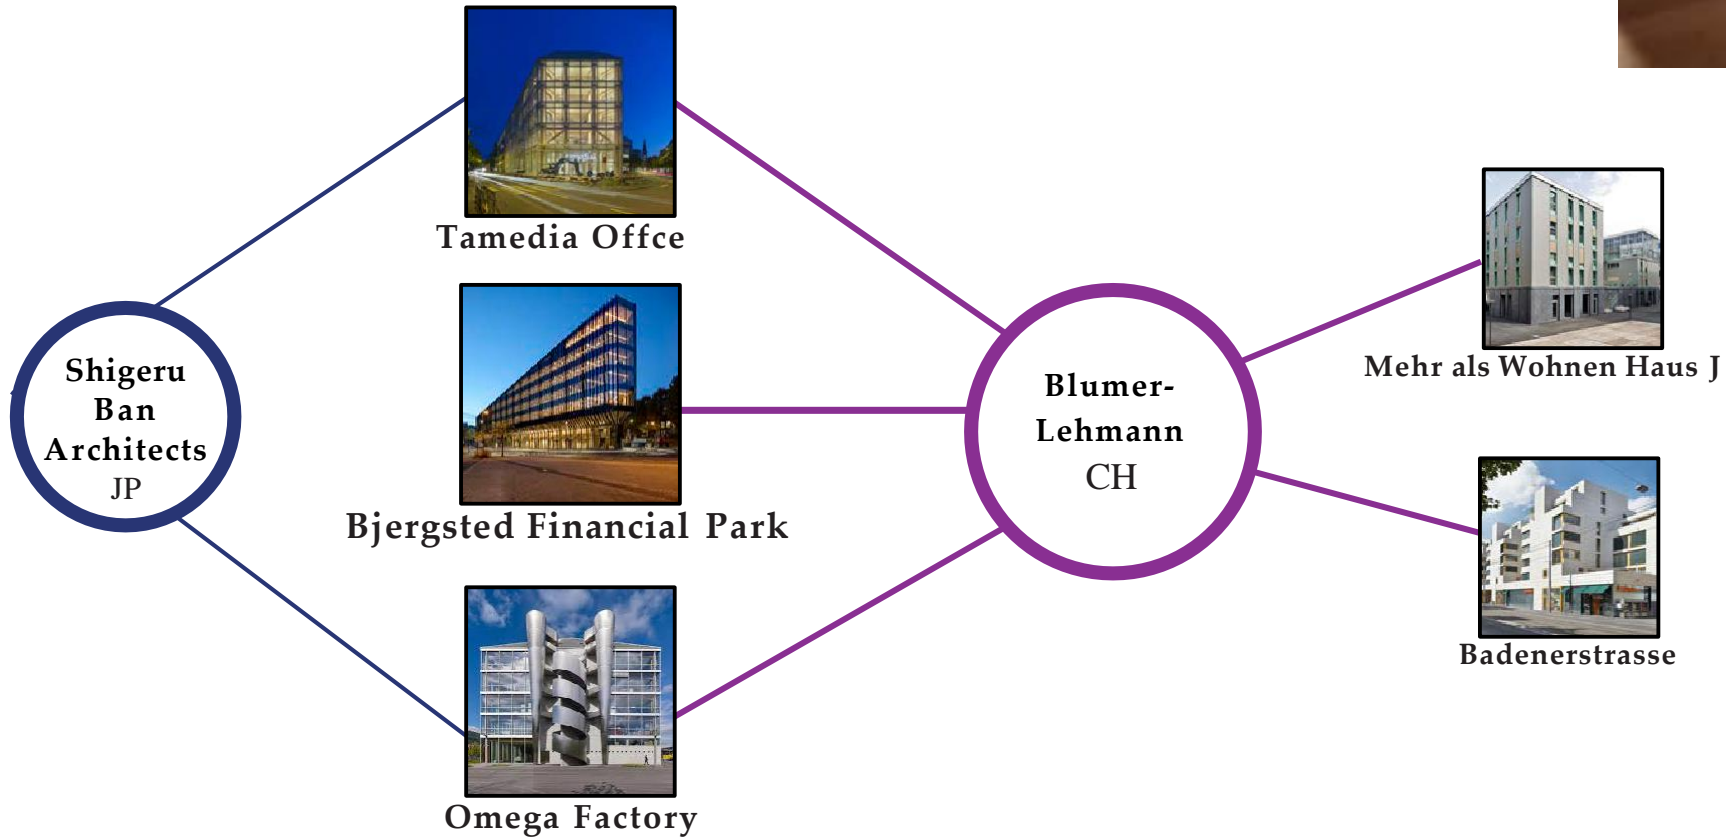 Tamedia Offce
Shigeru
Ban
Architects
JP
Bjergsted Financial Park
Omega Factory
Blumer-
Lehmann
CH
Mehr als Wohnen Haus J
Badenerstrasse